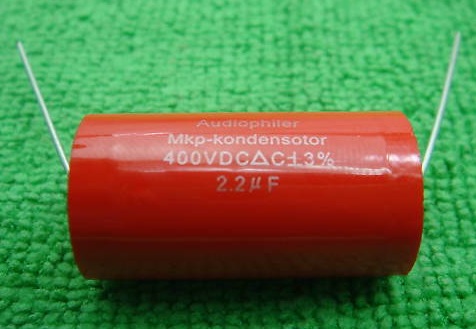 Audiophiler
Mkp-kondensotor
400VDC△C±3%
2.2μF